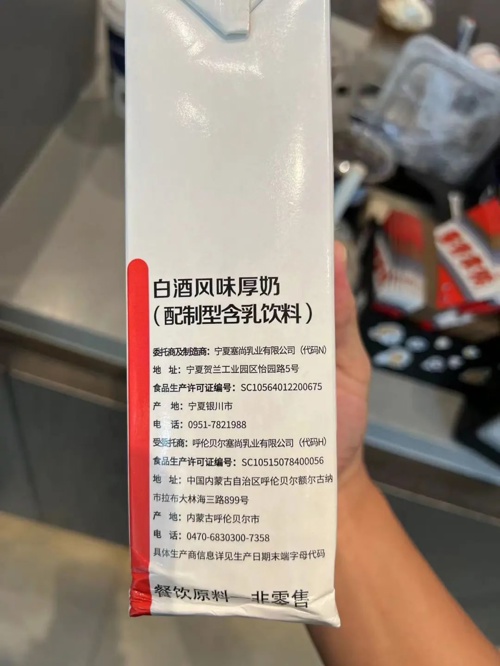 白酒风味厚奶
（配制型含乳饮料）
委托商及制造商：宁夏塞尚乳业有限公司（代码N）
地　址：宁夏贺兰工业园区怡园路5号
食品生产许可证编号：SC10564012200675
产　地：宁夏银川市
电　话：0951-7821988
受委托商：呼伦贝尔塞尚乳业有限公司（代码H）
食品生产许可证编号：SC10515078400056
地　址：中国内蒙古自治区呼伦贝尔额尔古纳
市拉布大林海三路899号
产　地：内蒙古呼伦贝尔市
电　话：0470-6830300-7358
具体生产商信息详见生产日期末端字母代码
餐饮原料　非零售